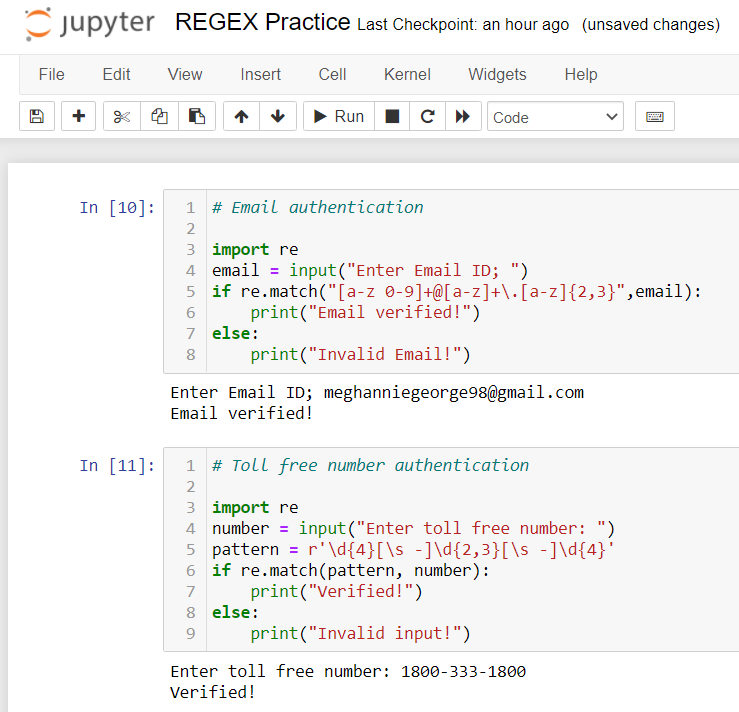 jupyter REGEX Practice Last Checkpoint: an hour ago (unsaved changes)
File Edit View Insert Cell Kernel Widgets Help
Run Code
In [10]:
1 # Email authentication
2
3 import re
4 email = input("Enter Email ID; ")
5 if re.match("[a-z 0-9]+@[a-z]+\.[a-z]{2,3}",email):
6     print("Email verified!")
7 else:
8     print("Invalid Email!")
Enter Email ID; meghanniegeorge98@gmail.com
Email verified!
In [11]:
1 # Toll free number authentication
2
3 import re
4 number = input("Enter toll free number: ")
5 pattern = r'\d{4}[\s -]\d{2,3}[\s -]\d{4}'
6 if re.match(pattern, number):
7     print("Verified!")
8 else:
9     print("Invalid input!")
Enter toll free number: 1800-333-1800
Verified!